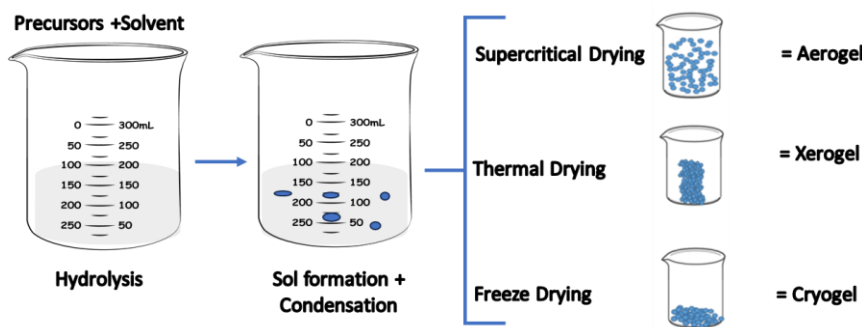 Precursors +Solvent
0 300mL
50 250
100 200
150 150
200 100
250 50
Hydrolysis
0 300mL
50 250
100 200
150 150
200 100
250 50
Sol formation +
Condensation
Supercritical Drying = Aerogel
Thermal Drying = Xerogel
Freeze Drying = Cryogel